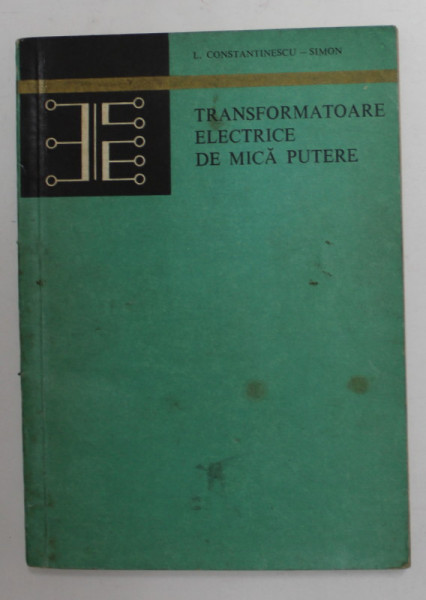 L. CONSTANTINESCU – SIMON
TRANSFORMATOARE
ELECTRICE
DE MICĂ PUTERE